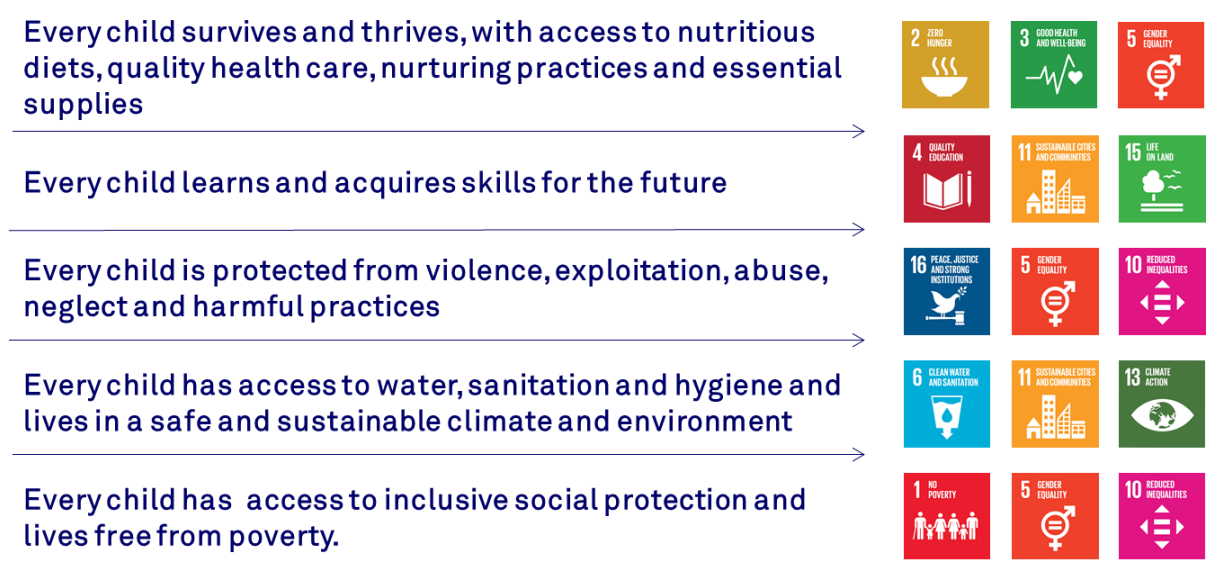 Every child survives and thrives, with access to nutritious
diets, quality health care, nurturing practices and essential
supplies
2 ZERO
HUNGER
3 GOOD HEALTH
AND WELL-BEING
5 GENDER
EQUALITY
Every child learns and acquires skills for the future
4 QUALITY
EDUCATION
11 SUSTAINABLE CITIES
AND COMMUNITIES
15 LIFE
ON LAND
Every child is protected from violence, exploitation, abuse,
neglect and harmful practices
16 PEACE, JUSTICE
AND STRONG
INSTITUTIONS
5 GENDER
EQUALITY
10 REDUCED
INEQUALITIES
Every child has access to water, sanitation and hygiene and
lives in a safe and sustainable climate and environment
6 CLEAN WATER
AND SANITATION
11 SUSTAINABLE CITIES
AND COMMUNITIES
13 CLIMATE
ACTION
Every child has access to inclusive social protection and
lives free from poverty.
1 NO
POVERTY
5 GENDER
EQUALITY
10 REDUCED
INEQUALITIES